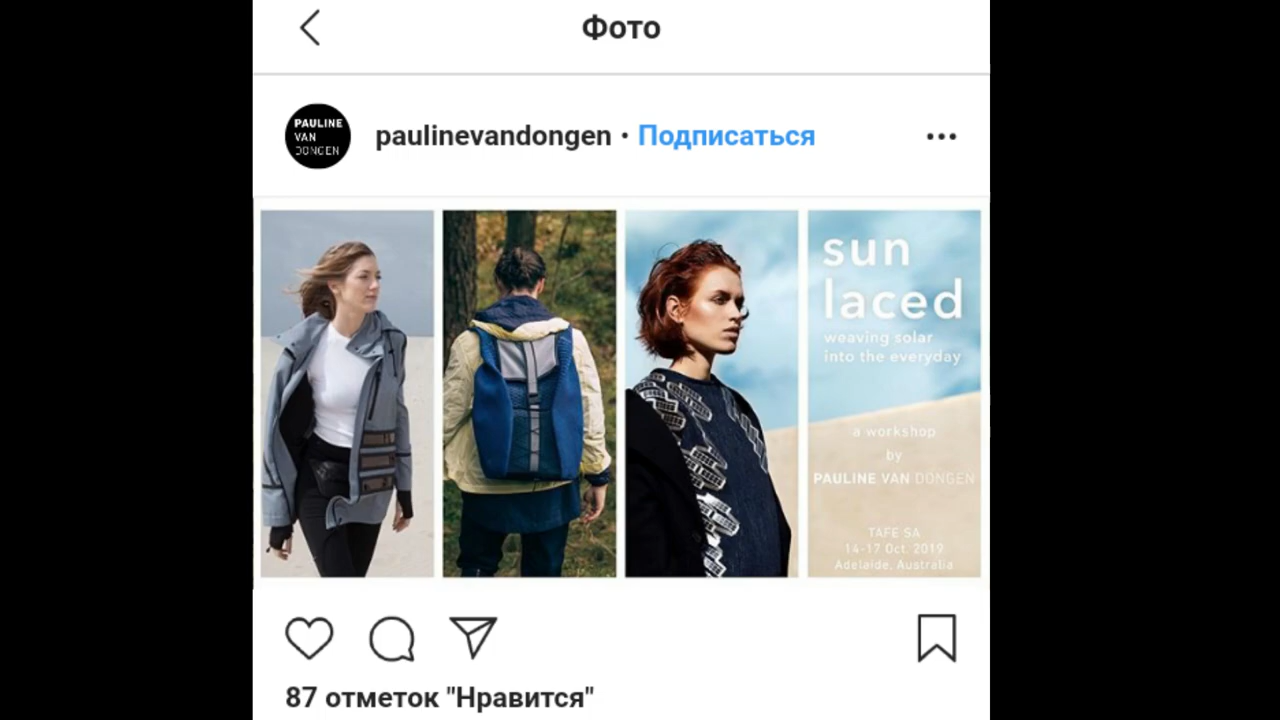 Фото
PAULINE
VAN
DONGEN
paulinevandongen • Подписаться
sun
laced
weaving solar
into the everyday
a workshop
by
PAULINE VAN DONGEN
TAFE SA
14-17 Oct. 2019
Adelaide, Australia
87 отметок "Нравится"